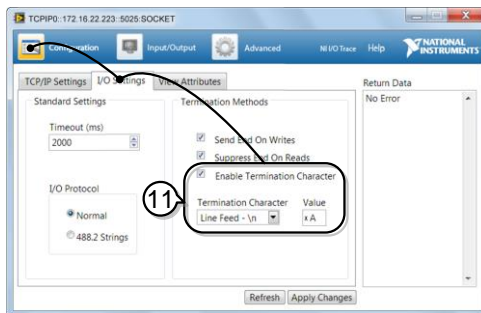 TCPIP0::172.16.22.223::5025::SOCKET
Configuration
Input/Output
Advanced
NI I/O Trace
Help
NATIONAL
INSTRUMENTS
TCP/IP Settings
I/O Settings
View Attributes
Return Data
Standard Settings
Termination Methods
No Error
Timeout (ms)
2000
Send End On Writes
Suppress End On Reads
Enable Termination Character
I/O Protocol
11
Termination Character
Value
Normal
Line Feed - \n
xA
488.2 Strings
Refresh
Apply Changes